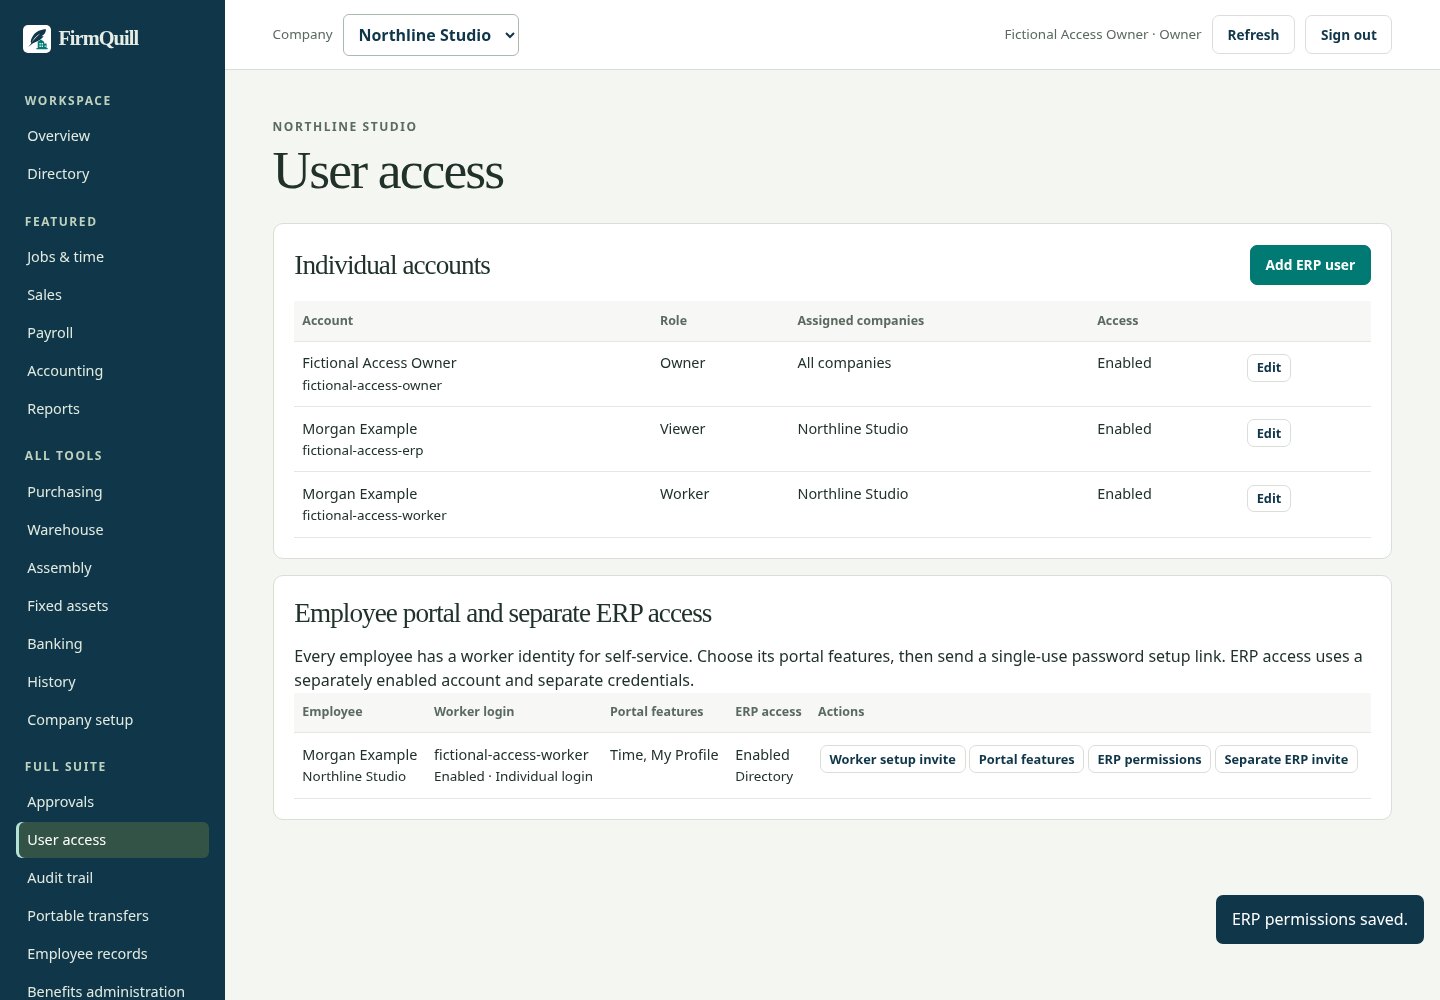 FirmQuill
WORKSPACE
Overview
Directory
FEATURED
Jobs & time
Sales
Payroll
Accounting
Reports
ALL TOOLS
Purchasing
Warehouse
Assembly
Fixed assets
Banking
History
Company setup
FULL SUITE
Approvals
User access
Audit trail
Portable transfers
Employee records
Benefits administration
Company Northline Studio
Fictional Access Owner · Owner Refresh Sign out
NORTHLINE STUDIO
User access
Individual accounts Add ERP user
Account Role Assigned companies Access
Fictional Access Owner Owner All companies Enabled Edit
fictional-access-owner
Morgan Example Viewer Northline Studio Enabled Edit
fictional-access-erp
Morgan Example Worker Northline Studio Enabled Edit
fictional-access-worker
Employee portal and separate ERP access
Every employee has a worker identity for self-service. Choose its portal features, then send a single-use password setup link. ERP access uses a
separately enabled account and separate credentials.
Employee Worker login Portal features ERP access Actions
Morgan Example fictional-access-worker Time, My Profile Enabled Worker setup invite Portal features ERP permissions Separate ERP invite
Northline Studio Enabled · Individual login Directory
ERP permissions saved.